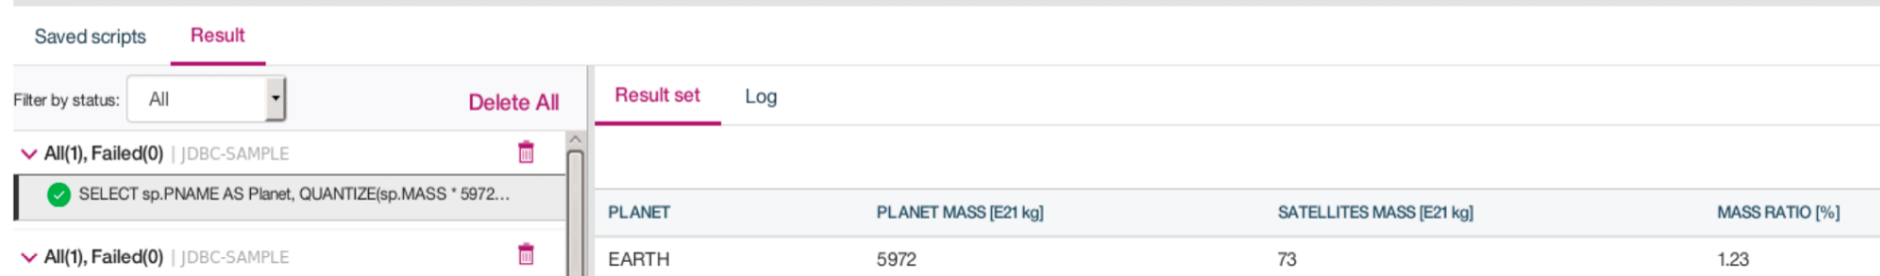 Saved scripts Result
Filter by status: All Delete All
All(1), Failed(0) | JDBC-SAMPLE
SELECT sp.PNAME AS Planet, QUANTIZE(sp.MASS * 5972...
All(1), Failed(0) | JDBC-SAMPLE
Result set Log
PLANET PLANET MASS [E21 kg] SATELLITES MASS [E21 kg] MASS RATIO [%]
EARTH 5972 73 1.23